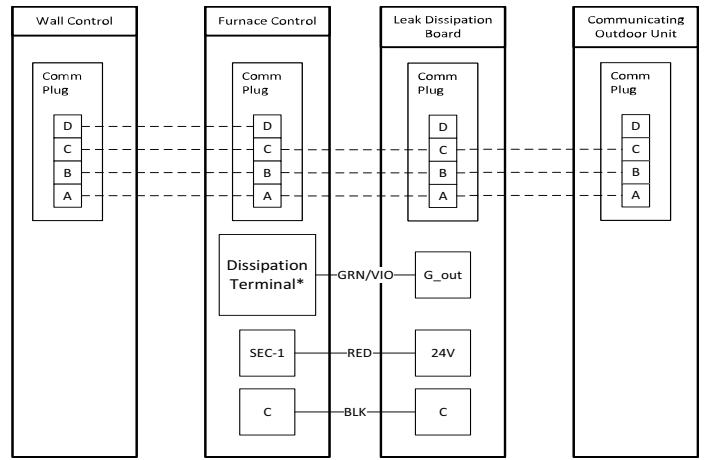 Wall Control
Furnace Control
Leak Dissipation
Board
Communicating
Outdoor Unit
Comm
Plug
D
C
B
A
Comm
Plug
D
C
B
A
Comm
Plug
D
C
B
A
Comm
Plug
D
C
B
A
Dissipation
Terminal*
GRN/VIO
G_out
SEC-1
RED
24V
C
BLK
C